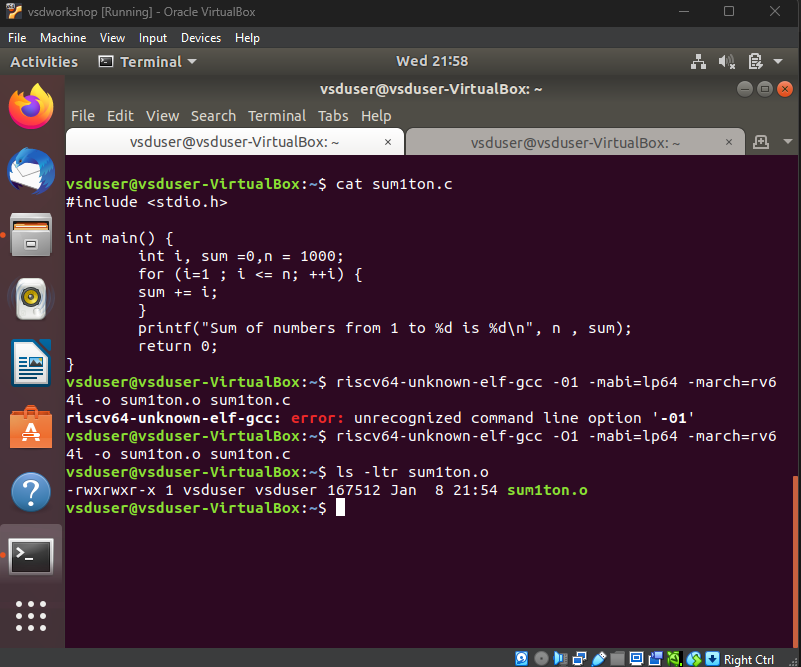 vsdworkshop [Running] - Oracle VirtualBox
File Machine View Input Devices Help
Activities Terminal Wed 21:58
vsduser@vsduser-VirtualBox: ~
File Edit View Search Terminal Tabs Help
vsduser@vsduser-VirtualBox: ~ × vsduser@vsduser-VirtualBox: ~ ×
vsduser@vsduser-VirtualBox:~$ cat sum1ton.c
#include <stdio.h>
int main() {
        int i, sum =0,n = 1000;
        for (i=1 ; i <= n; ++i) {
        sum += i;
        }
        printf("Sum of numbers from 1 to %d is %d\n", n , sum);
        return 0;
}
vsduser@vsduser-VirtualBox:~$ riscv64-unknown-elf-gcc -01 -mabi=lp64 -march=rv6
4i -o sum1ton.o sum1ton.c
riscv64-unknown-elf-gcc: error: unrecognized command line option '-01'
vsduser@vsduser-VirtualBox:~$ riscv64-unknown-elf-gcc -O1 -mabi=lp64 -march=rv6
4i -o sum1ton.o sum1ton.c
vsduser@vsduser-VirtualBox:~$ ls -ltr sum1ton.o
-rwxrwxr-x 1 vsduser vsduser 167512 Jan  8 21:54 sum1ton.o
vsduser@vsduser-VirtualBox:~$
Right Ctrl